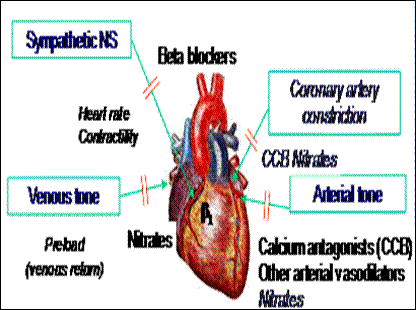 Sympathetic NS
Beta blockers
Heart rate
Contractility
Coronary artery
constriction
CCB Nitrates
Venous tone
Arterial tone
β₁
Nitrates
Preload
(venous return)
Calcium antagonists (CCB)
Other arterial vasodilators
Nitrates